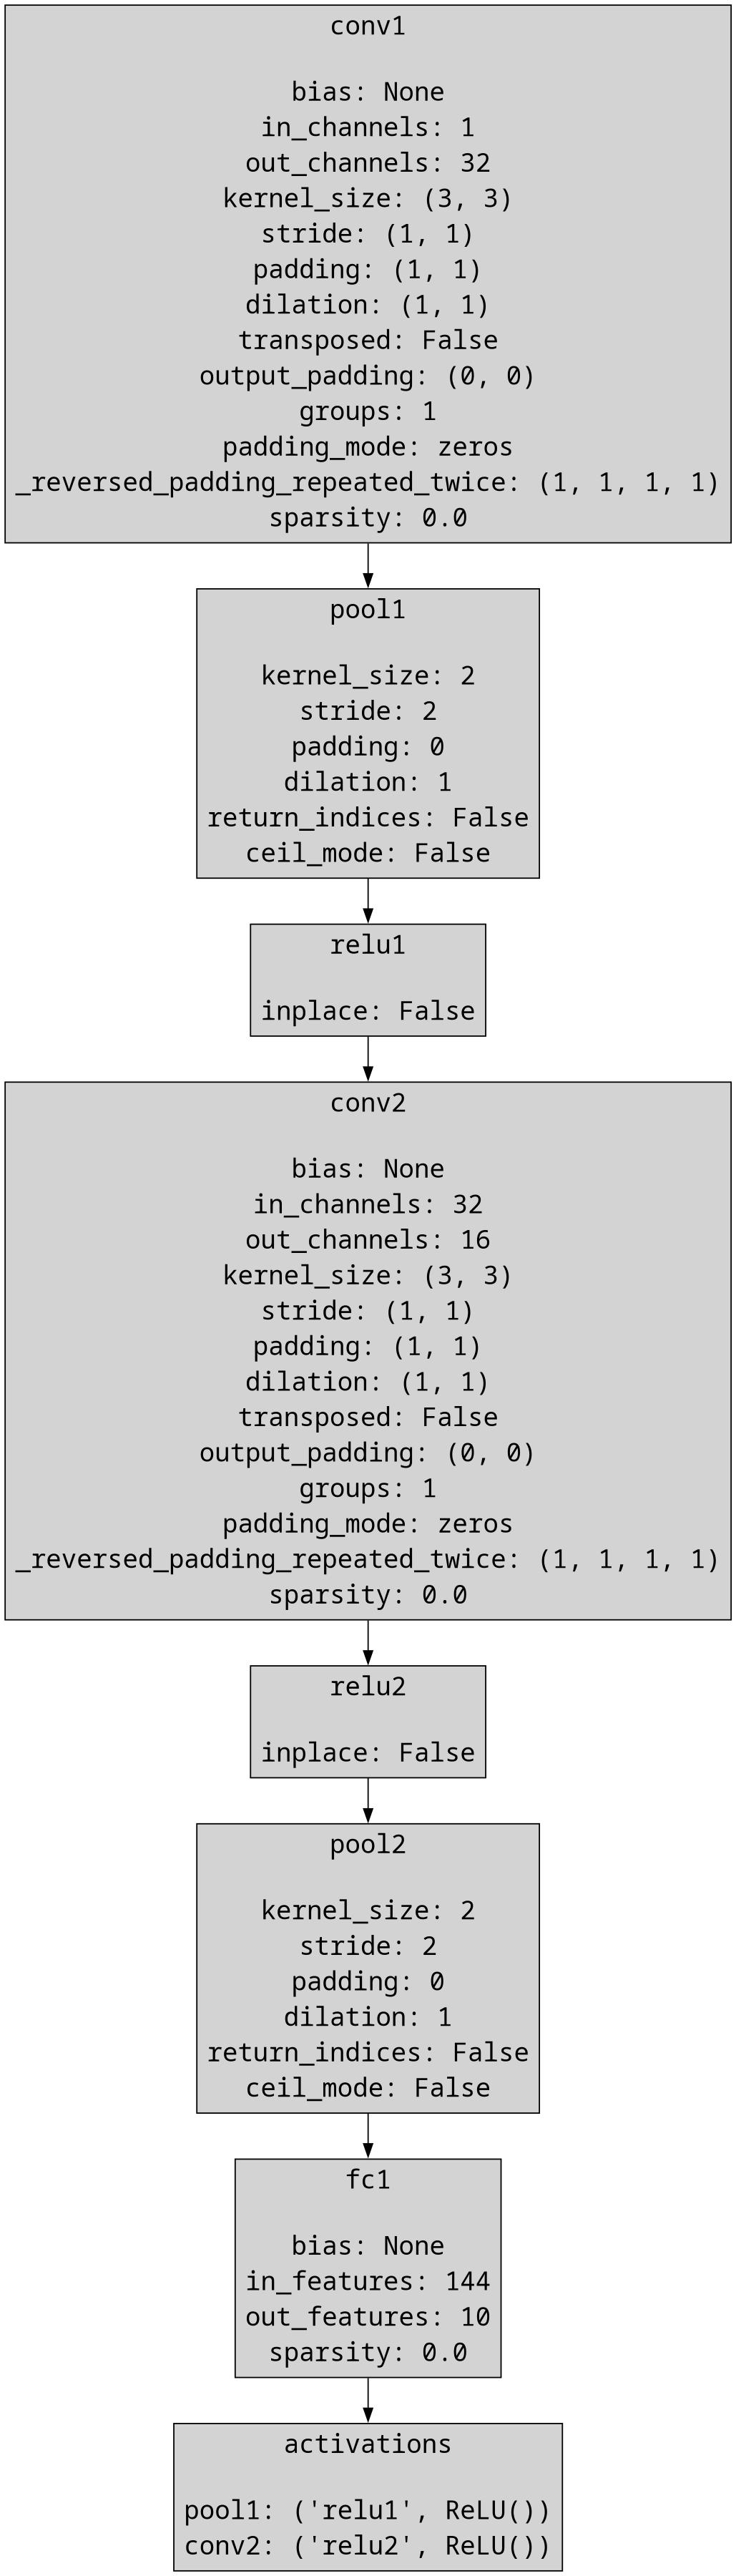 conv1
bias: None
in_channels: 1
out_channels: 32
kernel_size: (3, 3)
stride: (1, 1)
padding: (1, 1)
dilation: (1, 1)
transposed: False
output_padding: (0, 0)
groups: 1
padding_mode: zeros
_reversed_padding_repeated_twice: (1, 1, 1, 1)
sparsity: 0.0
pool1
kernel_size: 2
stride: 2
padding: 0
dilation: 1
return_indices: False
ceil_mode: False
relu1
inplace: False
conv2
bias: None
in_channels: 32
out_channels: 16
kernel_size: (3, 3)
stride: (1, 1)
padding: (1, 1)
dilation: (1, 1)
transposed: False
output_padding: (0, 0)
groups: 1
padding_mode: zeros
_reversed_padding_repeated_twice: (1, 1, 1, 1)
sparsity: 0.0
relu2
inplace: False
pool2
kernel_size: 2
stride: 2
padding: 0
dilation: 1
return_indices: False
ceil_mode: False
fc1
bias: None
in_features: 144
out_features: 10
sparsity: 0.0
activations
pool1: ('relu1', ReLU())
conv2: ('relu2', ReLU())